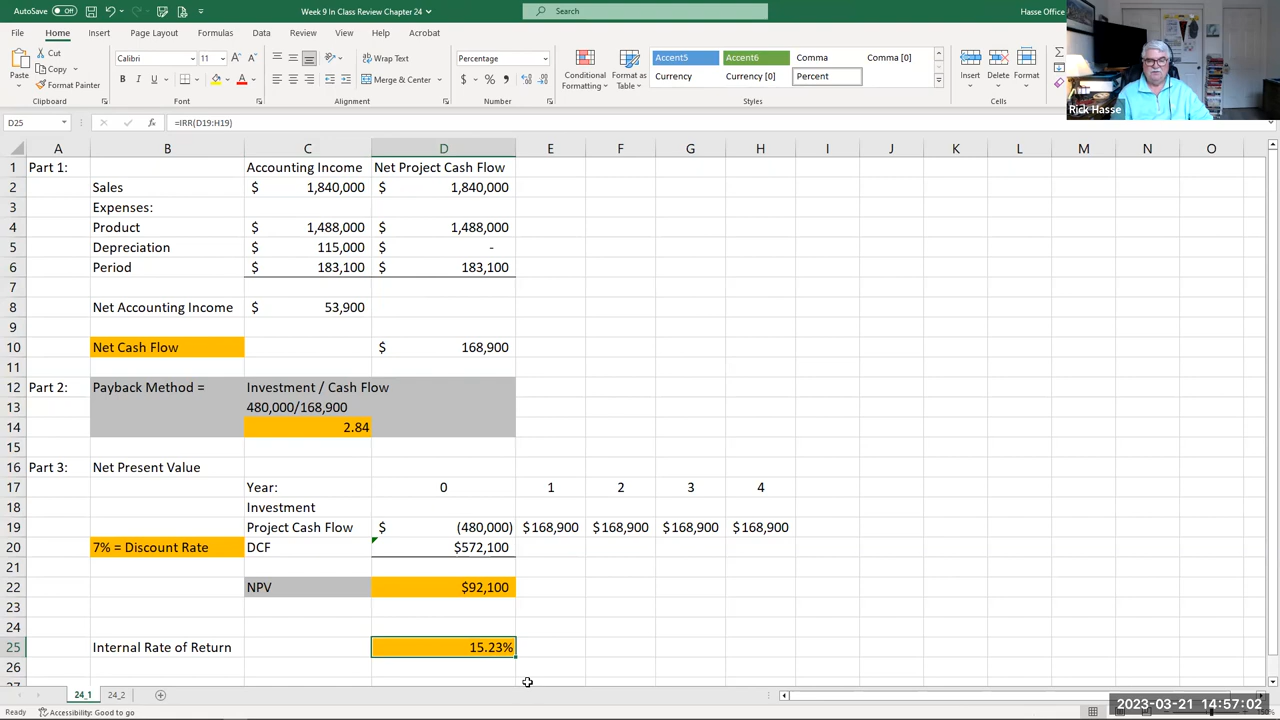 AutoSave Off Week 9 In Class Review Chapter 24 Search Hasse Office
File Home Insert Page Layout Formulas Data Review View Help Acrobat
Paste Cut Copy Format Painter Clipboard
Calibri 11 A A B I U A Font
Wrap Text Merge & Center Alignment
Percentage $ % , Number
Conditional Formatting Format as Table
Accent5 Accent6 Comma Comma [0]
Currency Currency [0] Percent
Styles
Insert Delete Format Cells
Rick Hasse
D25 fx =IRR(D19:H19)
A B C D E F G H I J K L M N O
1 Part 1: Accounting Income Net Project Cash Flow
2 Sales $ 1,840,000 $ 1,840,000
3 Expenses:
4 Product $ 1,488,000 $ 1,488,000
5 Depreciation $ 115,000 $ -
6 Period $ 183,100 $ 183,100
7
8 Net Accounting Income $ 53,900
9
10 Net Cash Flow $ 168,900
11
12 Part 2: Payback Method = Investment / Cash Flow
13 480,000/168,900
14 2.84
15
16 Part 3: Net Present Value
17 Year: 0 1 2 3 4
18 Investment
19 Project Cash Flow $ (480,000) $168,900 $168,900 $168,900 $168,900
20 7% = Discount Rate DCF $572,100
21
22 NPV $92,100
23
24
25 Internal Rate of Return 15.23%
26
27
24_1 24_2
Ready Accessibility: Good to go
2023-03-21 14:57:02